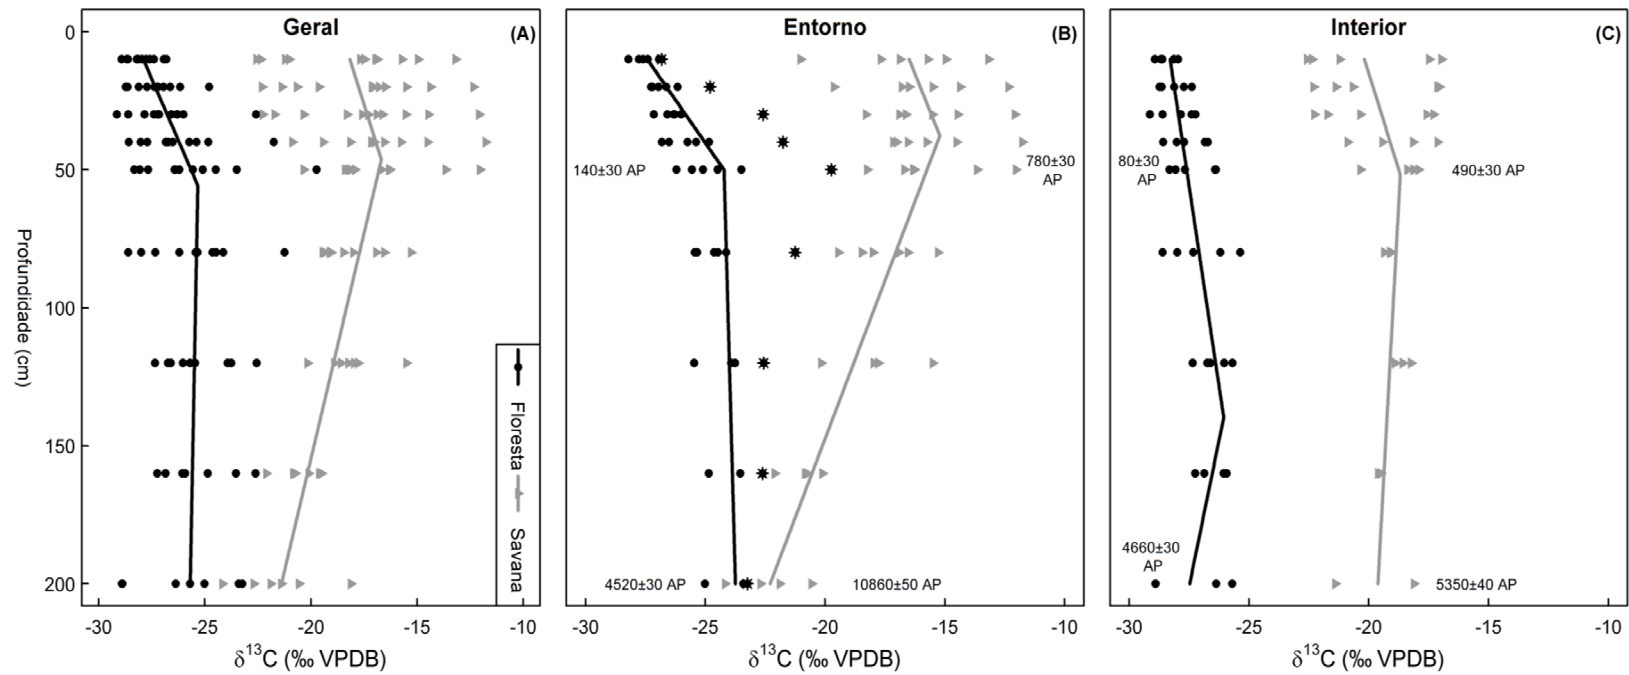 Geral
(A)
Entorno
(B)
Interior
(C)
Profundidade (cm)
0
50
100
150
200
Floresta
Savana
140±30 AP
780±30
AP
4520±30 AP
10860±50 AP
80±30
AP
490±30 AP
4660±30
AP
5350±40 AP
-30 -25 -20 -15 -10
-30 -25 -20 -15 -10
-30 -25 -20 -15 -10
δ¹³C (‰ VPDB)
δ¹³C (‰ VPDB)
δ¹³C (‰ VPDB)